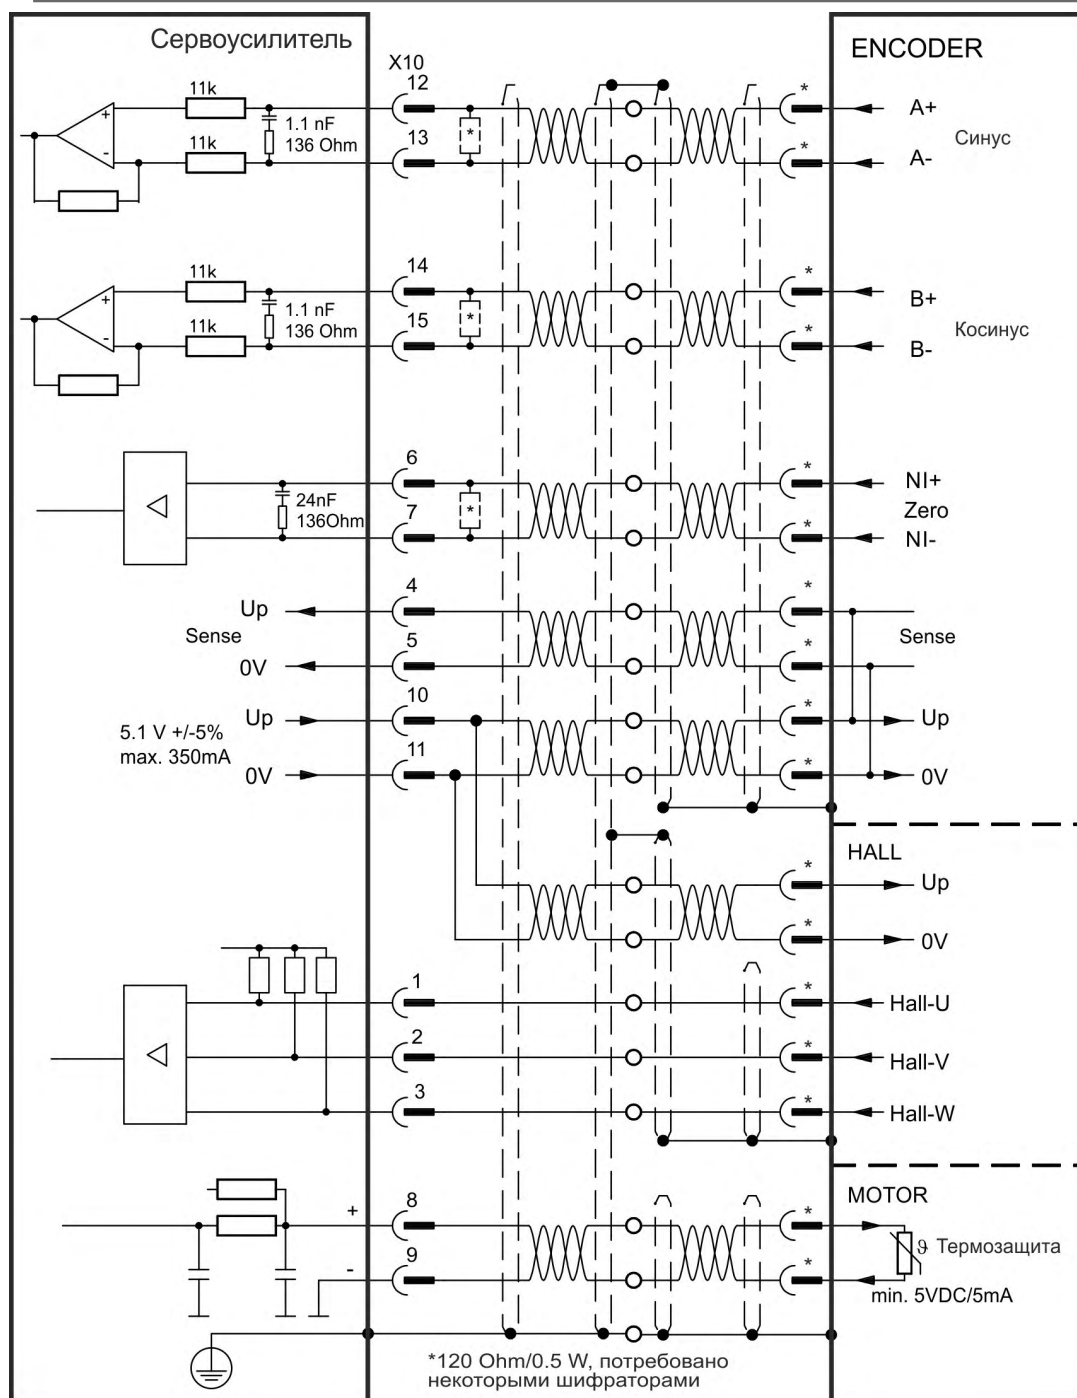 Сервоусилитель
X10
ENCODER
11k
12
*
A+
1.1 nF
136 Ohm
*
Синус
11k
13
*
A-
+
-
11k
14
*
B+
1.1 nF
136 Ohm
*
Косинус
11k
15
*
B-
+
-
6
*
NI+
24nF
136Ohm
*
Zero
7
*
NI-
Up
4
*
Sense
Sense
0V
5
*
Up
10
*
Up
5.1 V +/-5%
max. 350mA
0V
11
*
0V
HALL
*
Up
*
0V
1
*
Hall-U
2
*
Hall-V
3
*
Hall-W
MOTOR
+
8
*
ϑ Термозащита
-
9
*
min. 5VDC/5mA
*120 Ohm/0.5 W, потребовано
некоторыми шифраторами